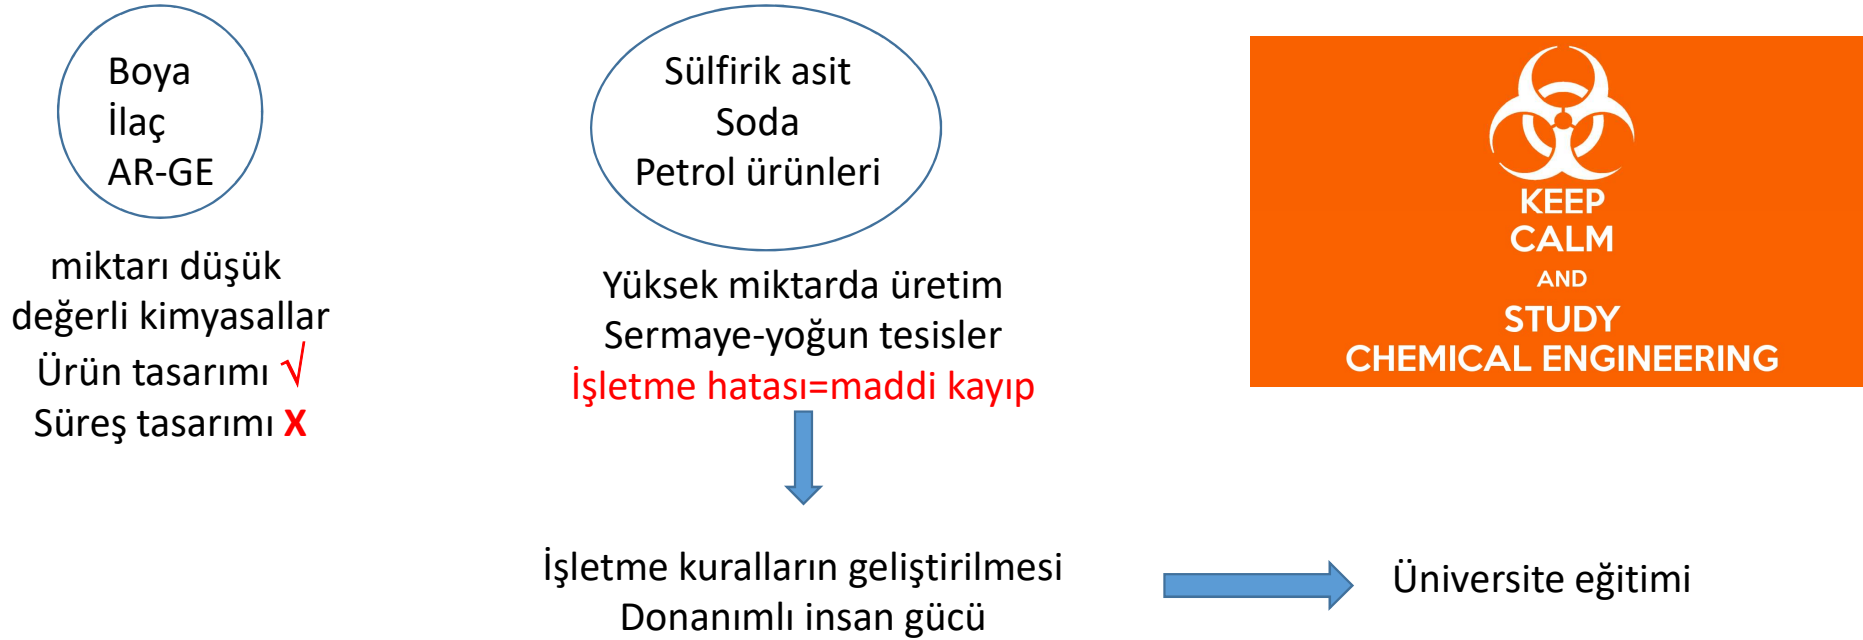 Boya
İlaç
AR-GE
miktarı düşük
değerli kimyasallar
Ürün tasarımı √
Süreş tasarımı X
Sülfirik asit
Soda
Petrol ürünleri
Yüksek miktarda üretim
Sermaye-yoğun tesisler
İşletme hatası=maddi kayıp
İşletme kuralların geliştirilmesi
Donanımlı insan gücü
Üniversite eğitimi
KEEP
CALM
AND
STUDY
CHEMICAL ENGINEERING